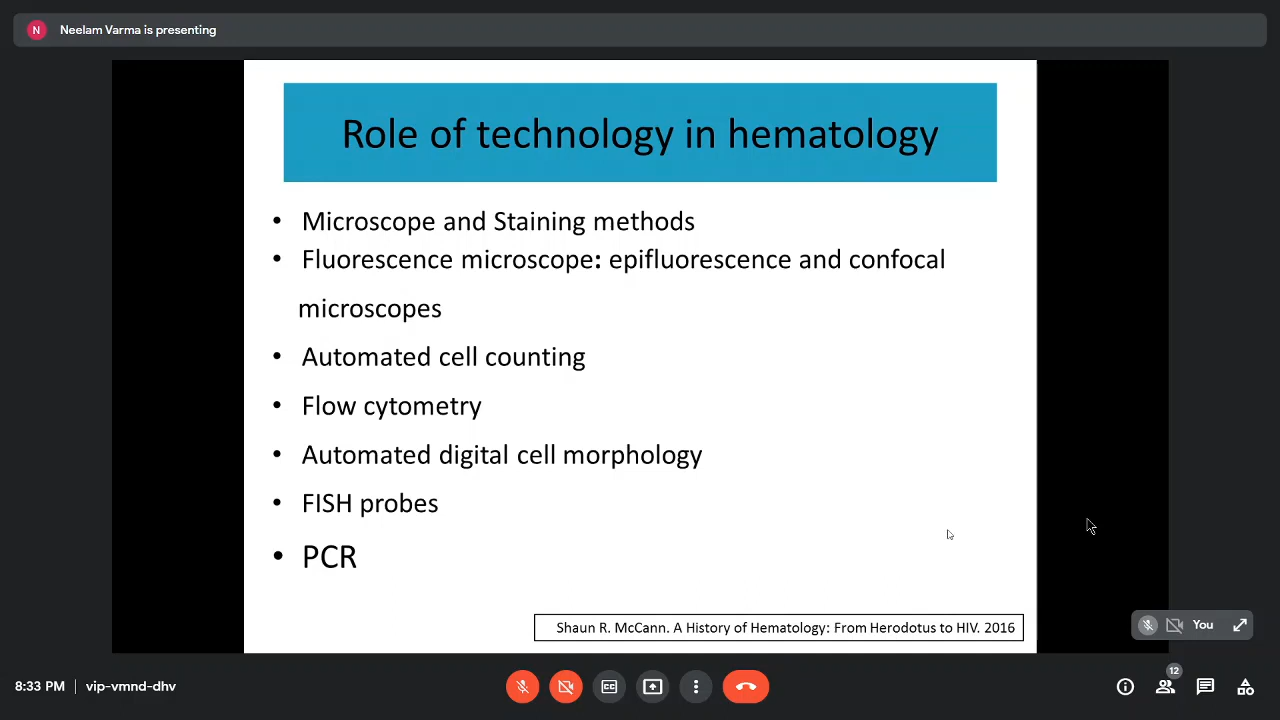 N Neelam Varma is presenting
Role of technology in hematology
• Microscope and Staining methods
• Fluorescence microscope: epifluorescence and confocal
microscopes
• Automated cell counting
• Flow cytometry
• Automated digital cell morphology
• FISH probes
• PCR
Shaun R. McCann. A History of Hematology: From Herodotus to HIV. 2016
You
8:33 PM | vip-vmnd-dhv
CC
12